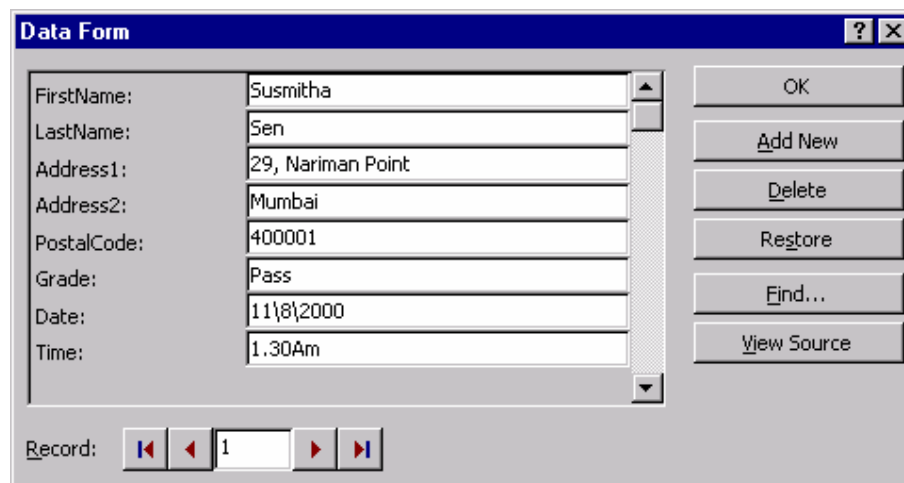 Data Form
FirstName: Susmitha
LastName: Sen
Address1: 29, Nariman Point
Address2: Mumbai
PostalCode: 400001
Grade: Pass
Date: 11\8\2000
Time: 1.30Am
OK
Add New
Delete
Restore
Find...
View Source
Record: 1